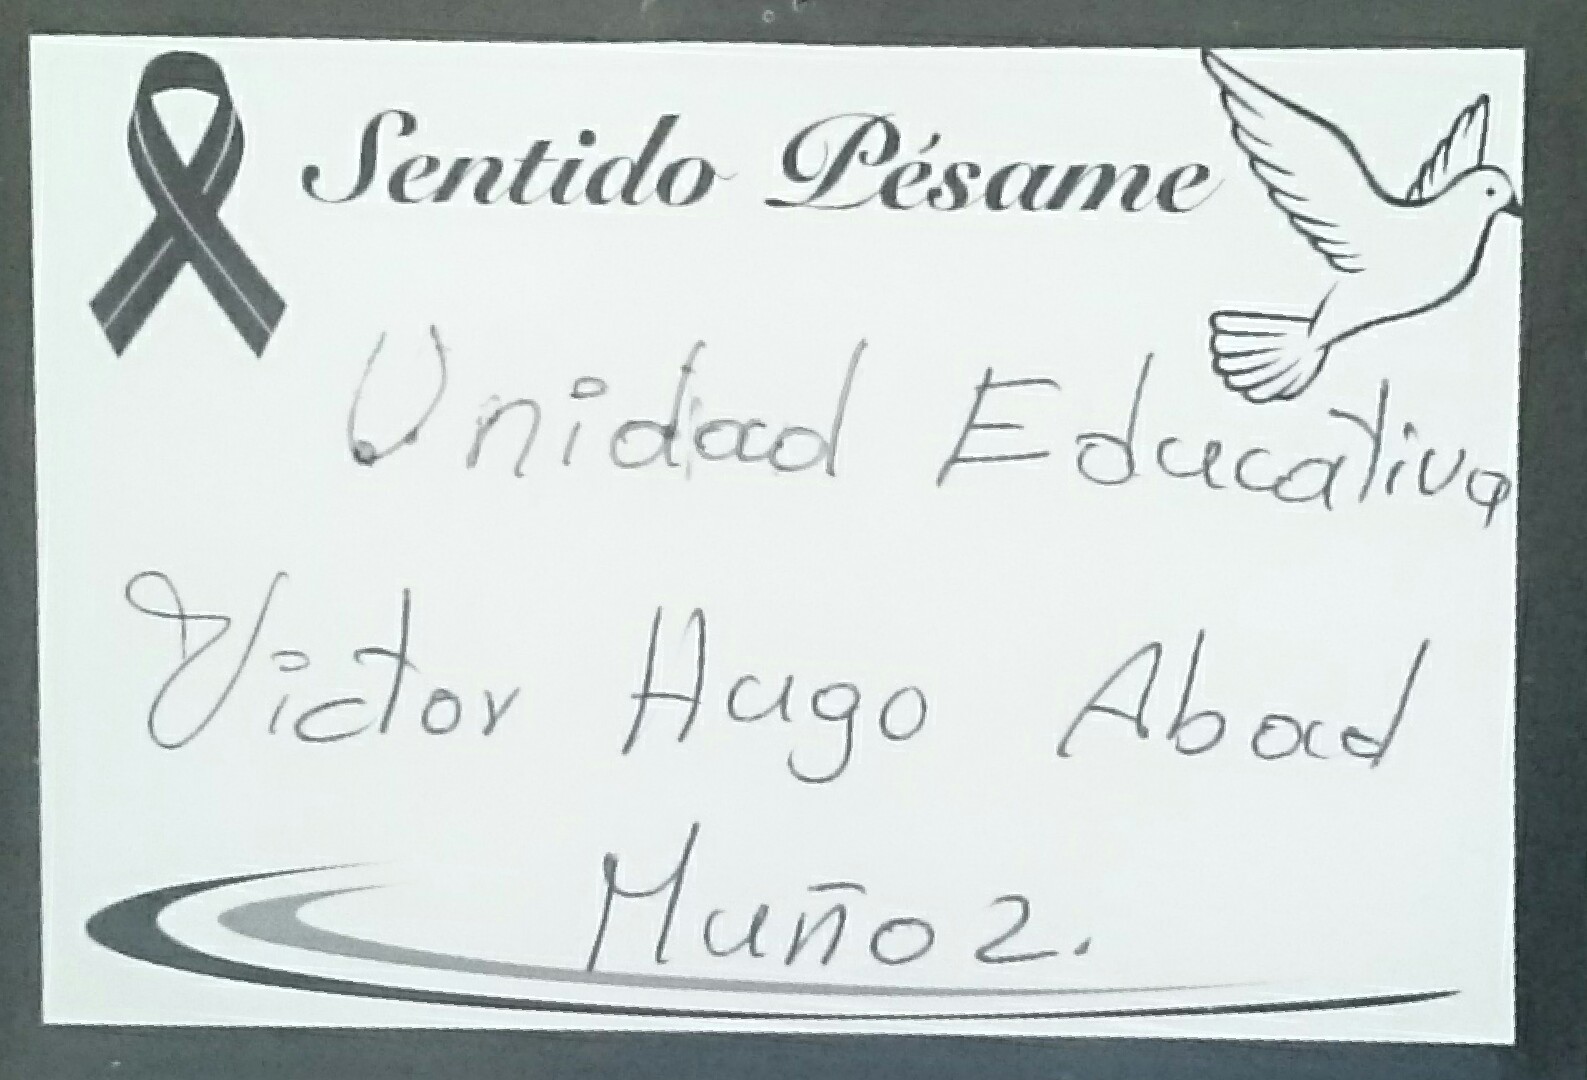 Sentido Pésame
Unidad Educativa
Victor Hugo Abad
Muñoz.